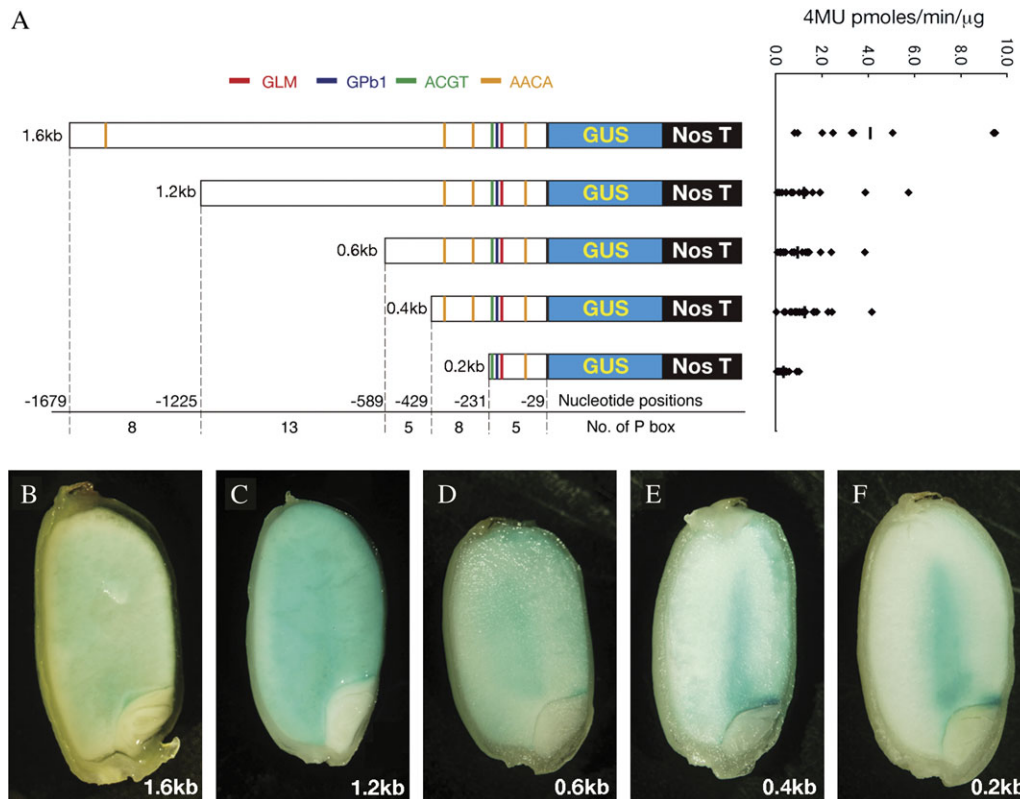 A
4MU pmoles/min/µg
0.0 2.0 4.0 6.0 8.0 10.0
GLM GPb1 ACGT AACA
1.6kb GUS Nos T
1.2kb GUS Nos T
0.6kb GUS Nos T
0.4kb GUS Nos T
0.2kb GUS Nos T
-1679 -1225 -589 -429 -231 -29 Nucleotide positions
8 13 5 8 5 No. of P box
B C D E F
1.6kb 1.2kb 0.6kb 0.4kb 0.2kb